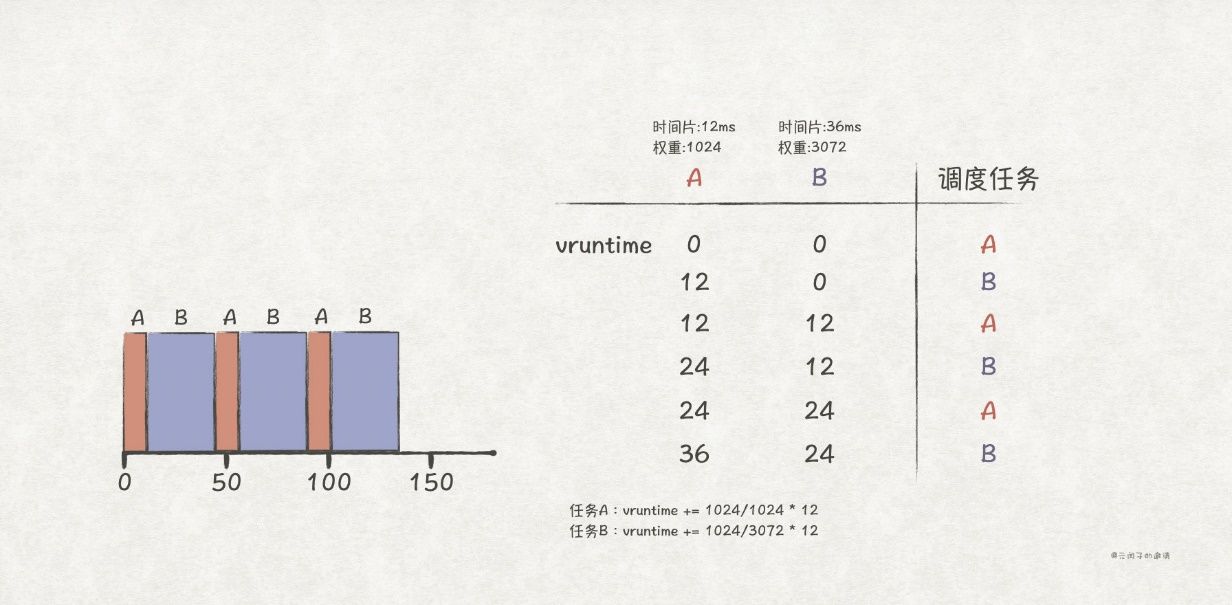 时间片:12ms 时间片:36ms
权重:1024 权重:3072
A B 调度任务
vruntime 0 0 A
12 0 B
12 12 A
24 12 B
24 24 A
36 24 B
A B A B A B
0 50 100 150
任务A：vruntime += 1024/1024 * 12
任务B：vruntime += 1024/3072 * 12